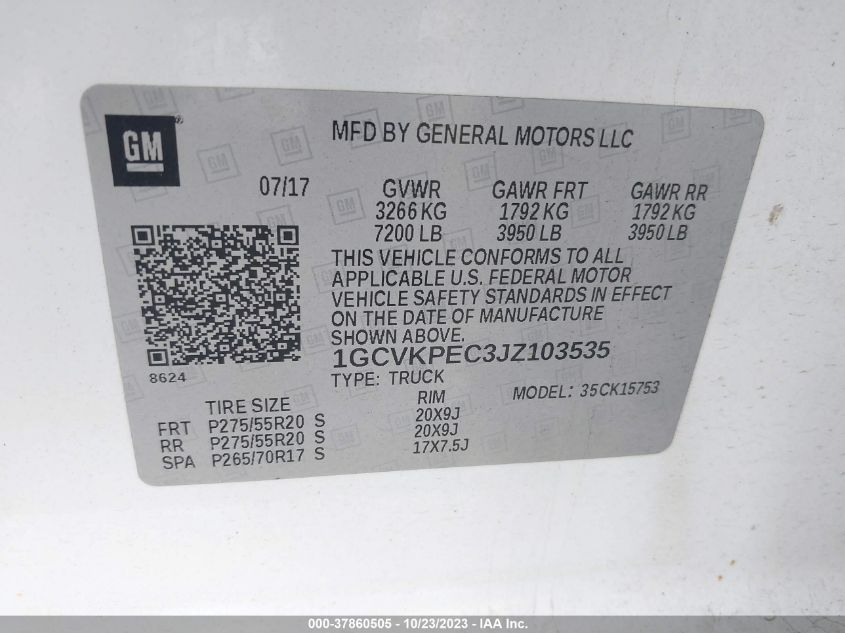 GM®
MFD BY GENERAL MOTORS LLC
07/17 GVWR GAWR FRT GAWR RR
3266 KG 1792 KG 1792 KG
7200 LB 3950 LB 3950 LB
THIS VEHICLE CONFORMS TO ALL
APPLICABLE U.S. FEDERAL MOTOR
VEHICLE SAFETY STANDARDS IN EFFECT
ON THE DATE OF MANUFACTURE
SHOWN ABOVE.
1GCVKPEC3JZ103535
8624
TYPE: TRUCK
MODEL: 35CK15753
TIRE SIZE RIM
FRT P275/55R20 S 20X9J
RR P275/55R20 S 20X9J
SPA P265/70R17 S 17X7.5J
000-37860505 - 10/23/2023 - IAA Inc.